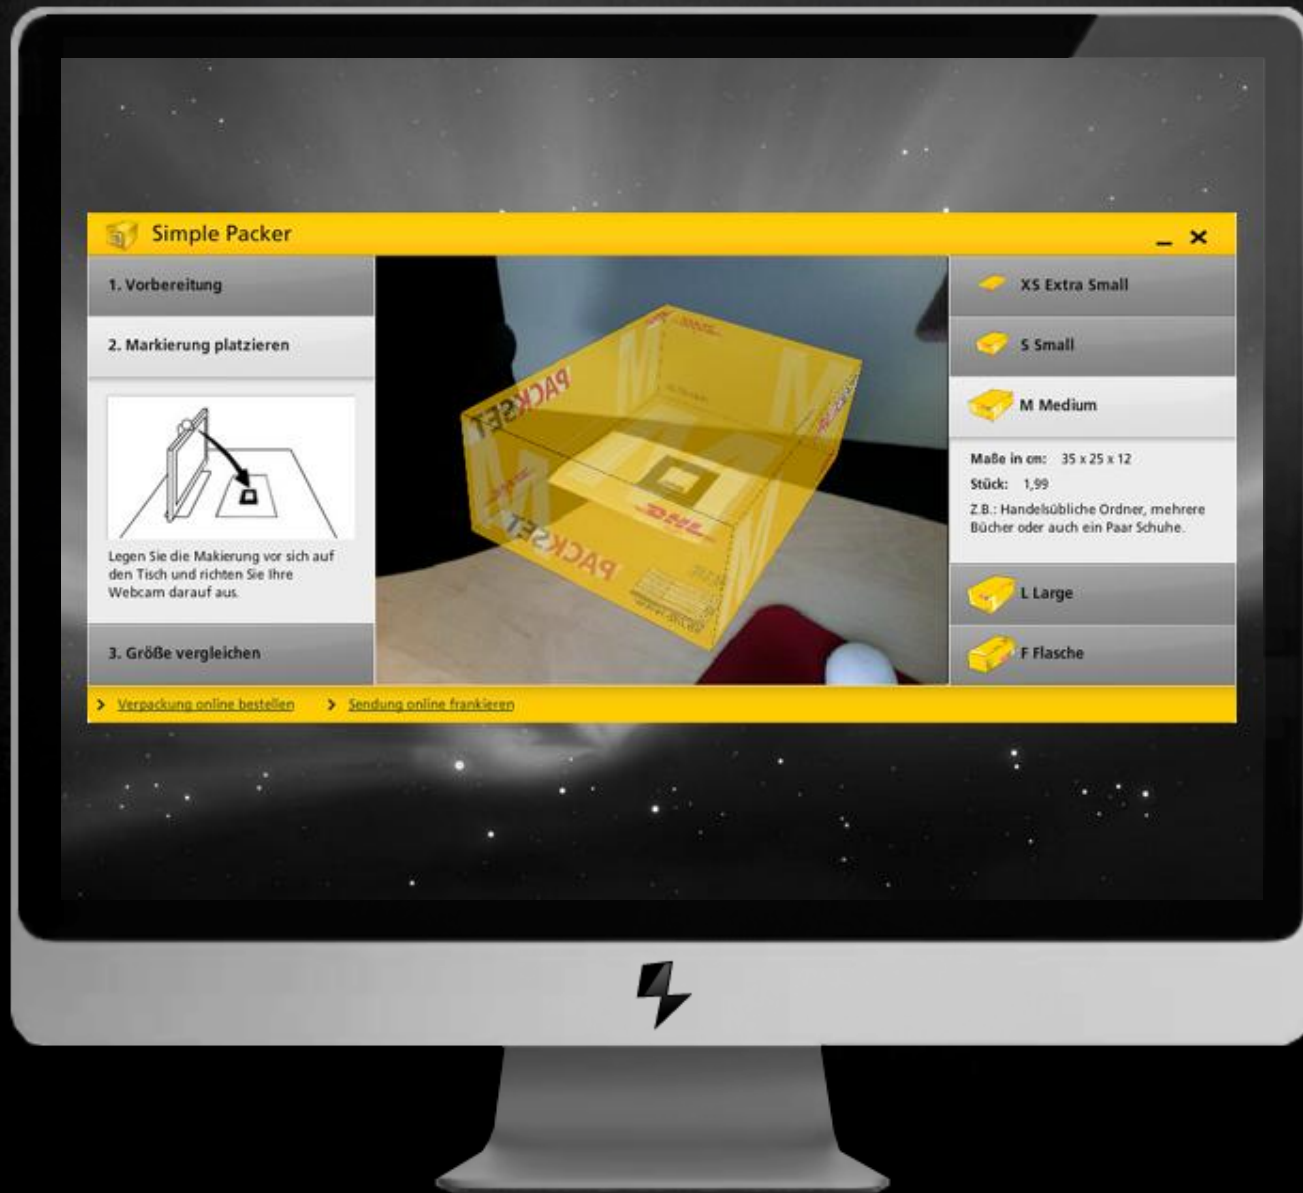 Simple Packer
1. Vorbereitung
2. Markierung platzieren
Legen Sie die Makierung vor sich auf
den Tisch und richten Sie Ihre
Webcam darauf aus.
3. Größe vergleichen
PACKSET
M
M
DHL
PACKSET
XS Extra Small
S Small
M Medium
Maße in cm: 35 x 25 x 12
Stück: 1,99
Z.B.: Handelsübliche Ordner, mehrere
Bücher oder auch ein Paar Schuhe.
L Large
F Flasche
Verpackung online bestellen
Sendung online frankieren